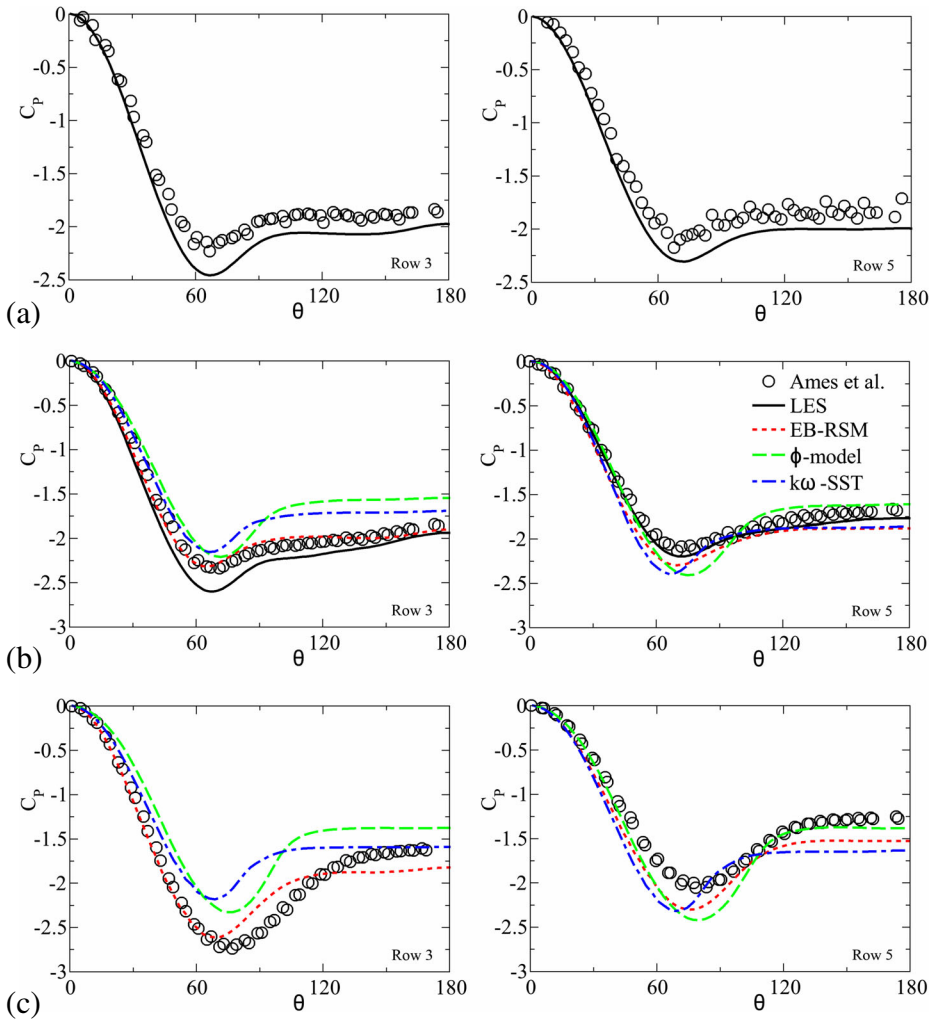 0
-0.5
-1
-1.5
-2
-2.5
C_P
0 60 120 180
θ
Row 3
0
-0.5
-1
-1.5
-2
-2.5
C_P
0 60 120 180
θ
Row 5
(a)
0
-0.5
-1
-1.5
-2
-2.5
-3
C_P
0 60 120 180
θ
Row 3
0
-0.5
-1
-1.5
-2
-2.5
-3
C_P
0 60 120 180
θ
Ames et al.
LES
EB-RSM
ϕ-model
kω-SST
Row 5
(b)
0
-0.5
-1
-1.5
-2
-2.5
-3
C_P
0 60 120 180
θ
Row 3
0
-0.5
-1
-1.5
-2
-2.5
-3
C_P
0 60 120 180
θ
Row 5
(c)